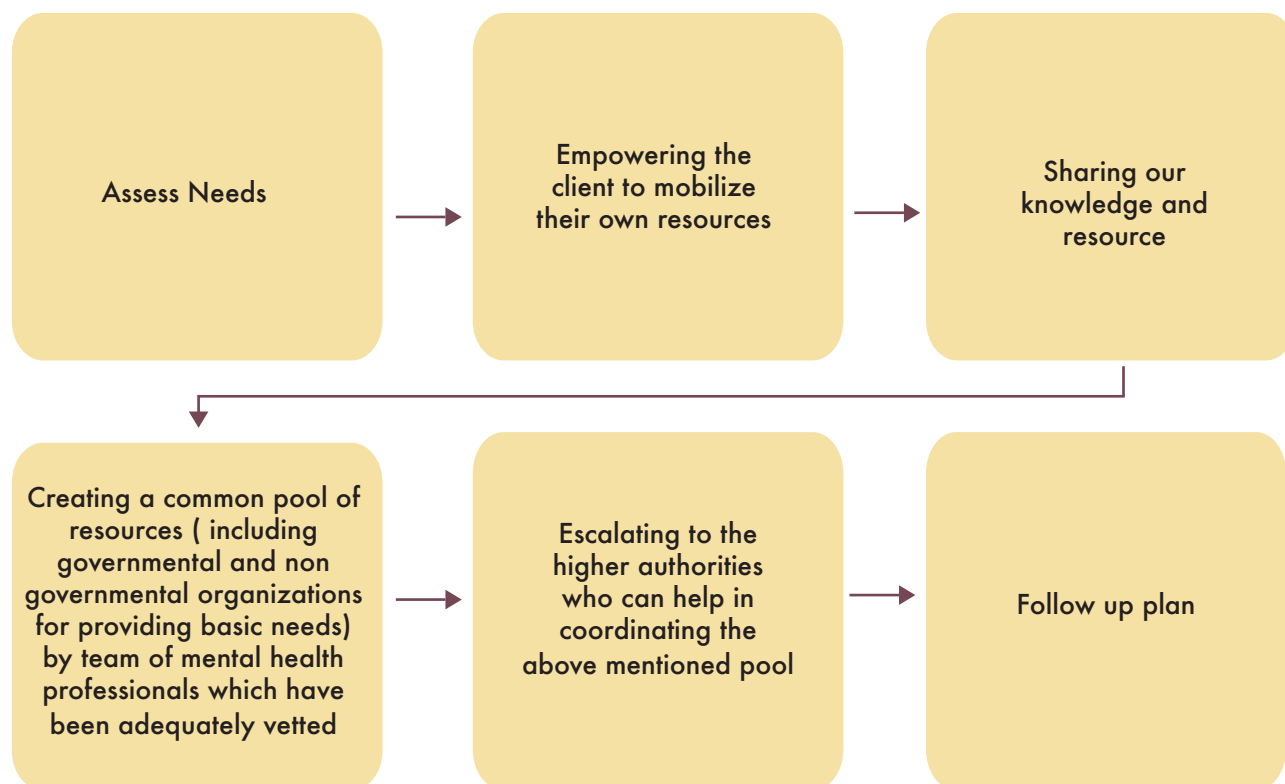 Assess Needs
Empowering the
client to mobilize
their own resources
Sharing our
knowledge and
resource
Creating a common pool of
resources ( including
governmental and non
governmental organizations
for providing basic needs)
by team of mental health
professionals which have
been adequately vetted
Escalating to the
higher authorities
who can help in
coordinating the
above mentioned pool
Follow up plan